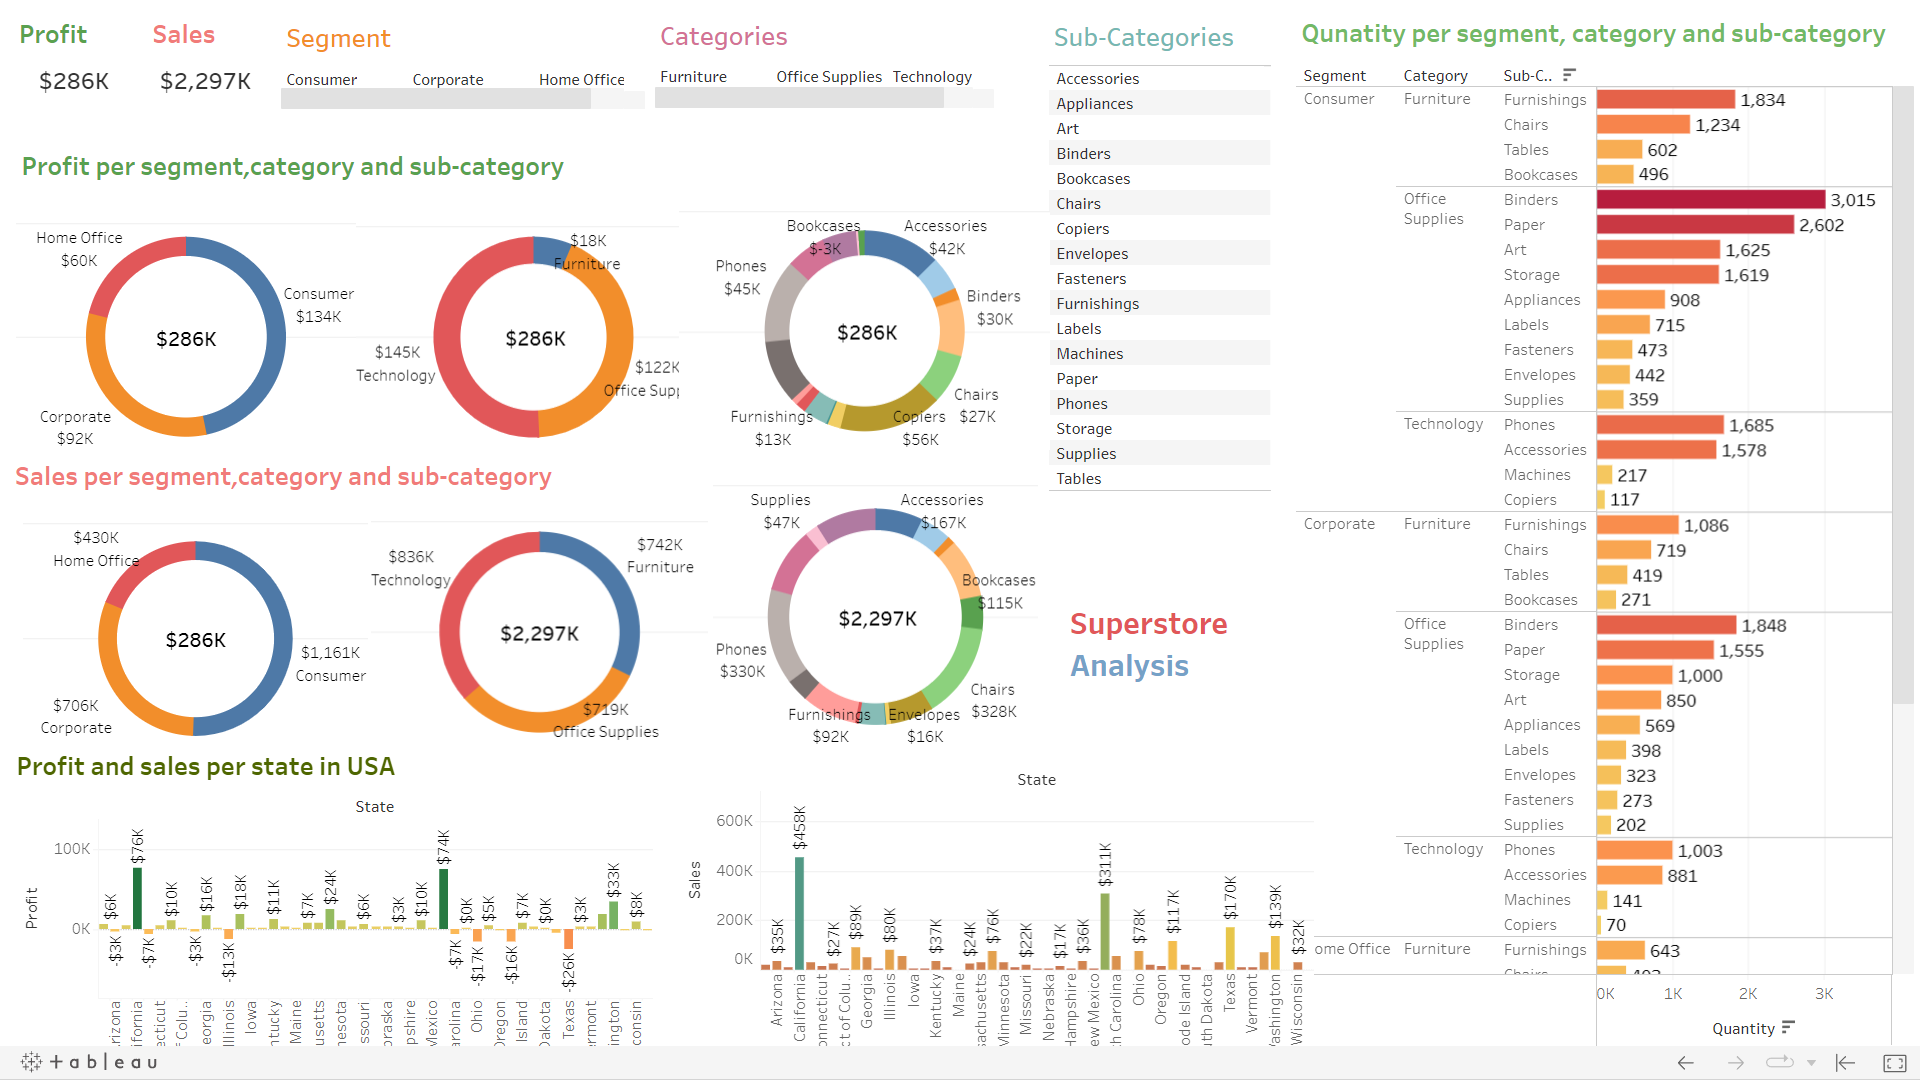 Profit
$286K
Sales
$2,297K
Segment
Consumer
Corporate
Home Office
Categories
Furniture
Office Supplies
Technology
Sub-Categories
Accessories
Appliances
Art
Binders
Bookcases
Chairs
Copiers
Envelopes
Fasteners
Furnishings
Labels
Machines
Paper
Phones
Storage
Supplies
Tables
Profit per segment,category and sub-category
Home Office
$60K
Consumer
$134K
Corporate
$92K
$286K
$18K
Furniture
$145K
Technology
$122K
Office Supp
$286K
Bookcases
$-3K
Accessories
$42K
Phones
$45K
Binders
$30K
Chairs
$27K
Furnishings
$13K
Copiers
$56K
$286K
Sales per segment,category and sub-category
$430K
Home Office
$1,161K
Consumer
$706K
Corporate
$286K
$836K
Technology
$742K
Furniture
$719K
Office Supplies
$2,297K
Supplies
$47K
Accessories
$167K
Bookcases
$115K
Phones
$330K
Chairs
$328K
Furnishings
$92K
Envelopes
$16K
$2,297K
Superstore
Analysis
Profit and sales per state in USA
State
Profit
100K
0K
$6K
-$3K
$76K
-$7K
$10K
-$3K
$16K
-$13K
$18K
$11K
$7K
$24K
$6K
$3K
$10K
$74K
-$7K
$0K
-$17K
$5K
-$16K
$7K
$0K
-$26K
$3K
$33K
$8K
rizona
ifornia
ecticut
f Colu..
eorgia
Illinois
Iowa
ntucky
Maine
usetts
nesota
ssouri
raska
pshire
Mexico
arolina
Ohio
Oregon
Island
Dakota
Texas
ermont
ington
consin
State
Sales
600K
400K
200K
0K
$35K
$458K
$27K
$89K
$80K
$37K
$24K
$76K
$22K
$17K
$36K
$311K
$78K
$117K
$170K
$139K
$32K
Arizona
California
onnecticut
ct of Colu..
Georgia
Illinois
Iowa
Kentucky
Maine
sachusetts
Minnesota
Missouri
Nebraska
Hampshire
ew Mexico
h Carolina
Ohio
Oregon
ode Island
uth Dakota
Texas
Vermont
ashington
Wisconsin
Qunatity per segment, category and sub-category
Segment
Category
Sub-C..
Consumer
Furniture
Furnishings 1,834
Chairs 1,234
Tables 602
Bookcases 496
Office
Supplies
Binders 3,015
Paper 2,602
Art 1,625
Storage 1,619
Appliances 908
Labels 715
Fasteners 473
Envelopes 442
Supplies 359
Technology
Phones 1,685
Accessories 1,578
Machines 217
Copiers 117
Corporate
Furniture
Furnishings 1,086
Chairs 719
Tables 419
Bookcases 271
Office
Supplies
Binders 1,848
Paper 1,555
Storage 1,000
Art 850
Appliances 569
Labels 398
Envelopes 323
Fasteners 273
Supplies 202
Technology
Phones 1,003
Accessories 881
Machines 141
Copiers 70
ome Office
Furniture
Furnishings 643
0K
1K
2K
3K
Quantity
+ableau